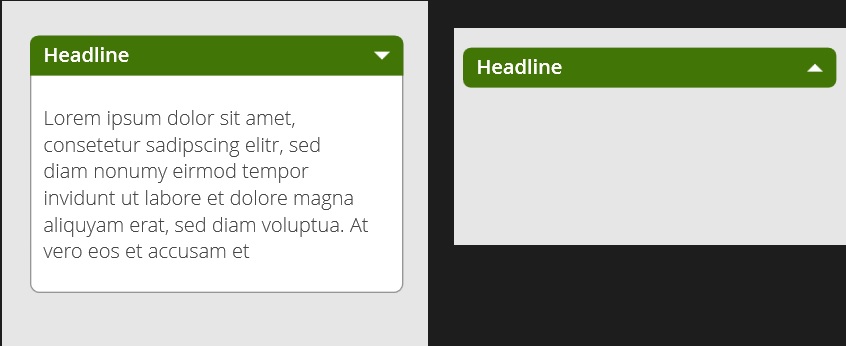 Headline
Lorem ipsum dolor sit amet,
consetetur sadipscing elitr, sed
diam nonumy eirmod tempor
invidunt ut labore et dolore magna
aliquyam erat, sed diam voluptua. At
vero eos et accusam et
Headline